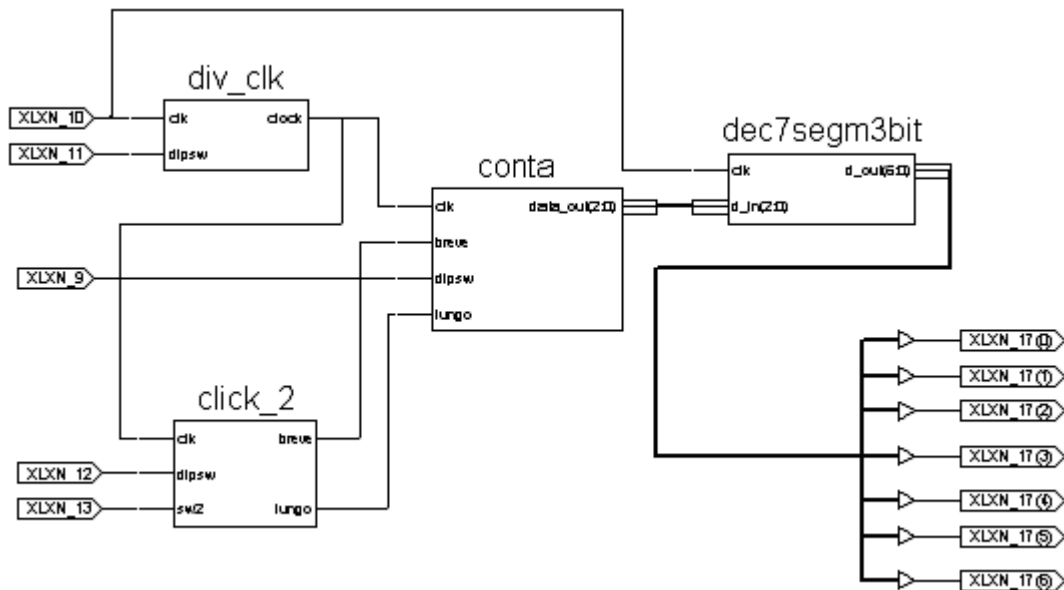 div_clk
XLXN_10
clk
clock
XLXN_11
dipsw
dec7segm3bit
clk
d_out(6:0)
d_in(2:0)
conta
clk
data_out(2:0)
breve
XLXN_9
dipsw
lungo
click_2
clk
breve
XLXN_12
dipsw
XLXN_13
sw2
lungo
XLXN_17(0)
XLXN_17(1)
XLXN_17(2)
XLXN_17(3)
XLXN_17(4)
XLXN_17(5)
XLXN_17(6)